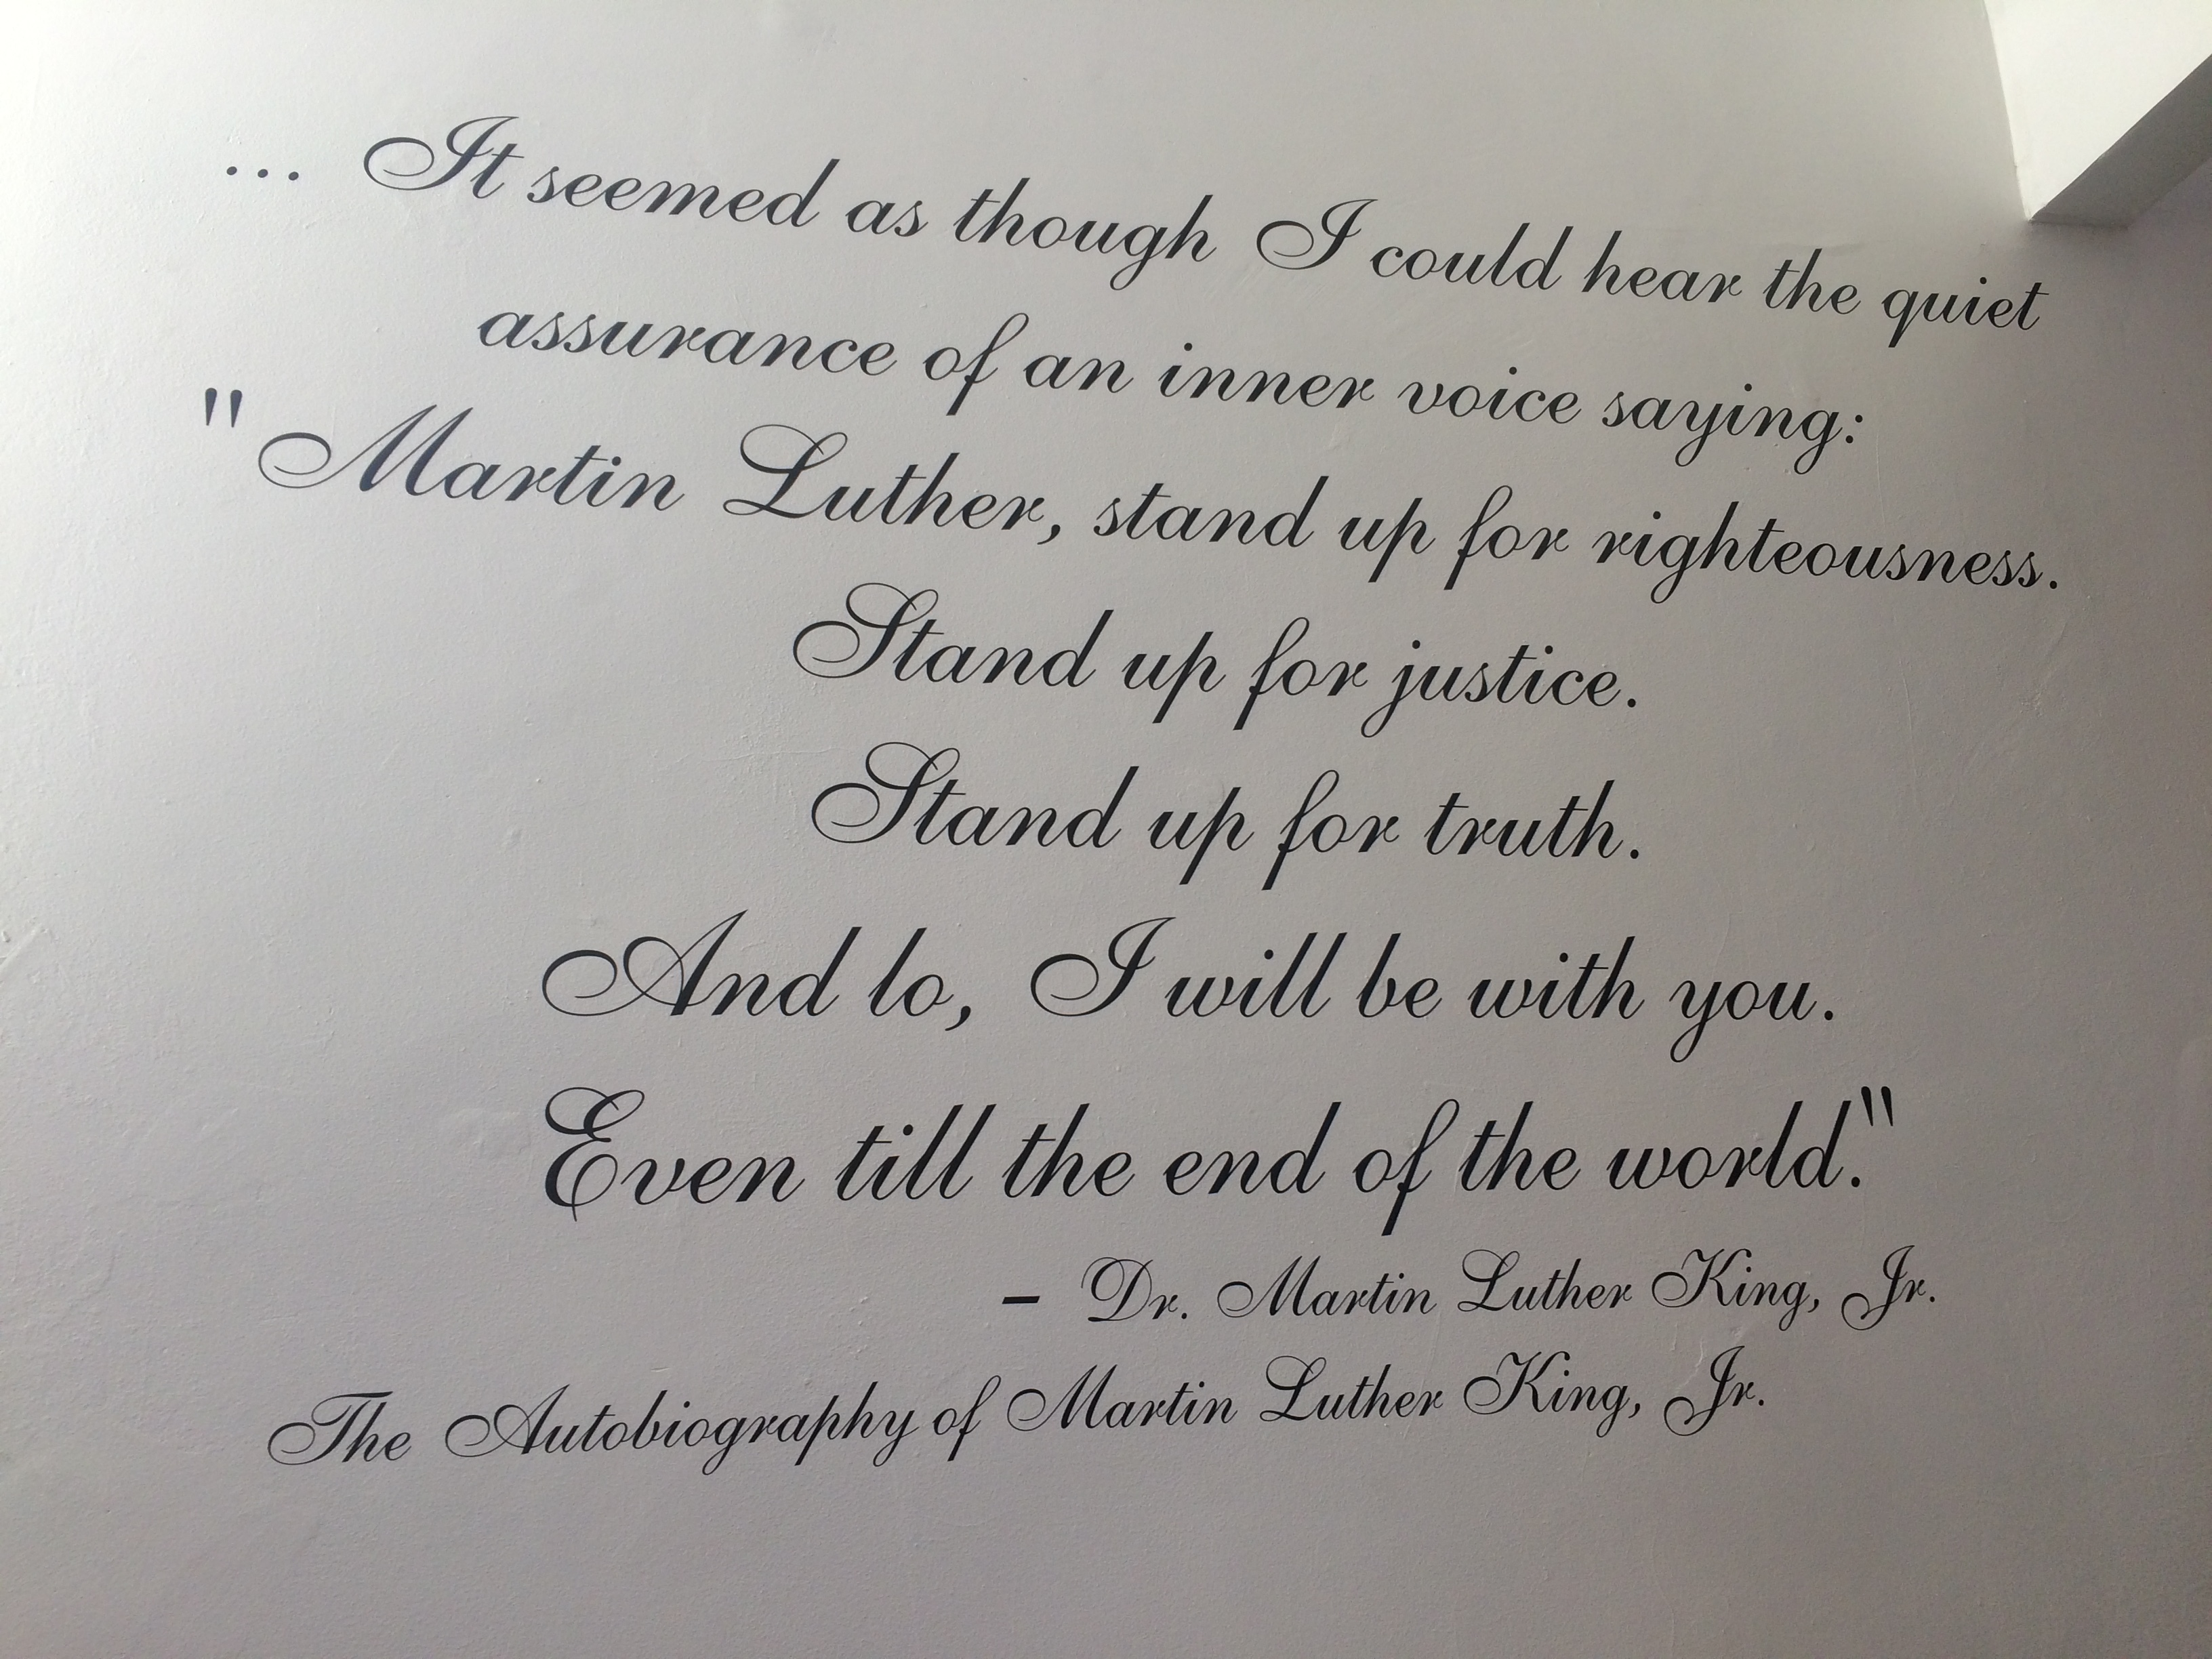 ... It seemed as though I could hear the quiet
assurance of an inner voice saying:
"Martin Luther, stand up for righteousness.
Stand up for justice.
Stand up for truth.
And lo, I will be with you.
Even till the end of the world."
- Dr. Martin Luther King, Jr.
The Autobiography of Martin Luther King, Jr.